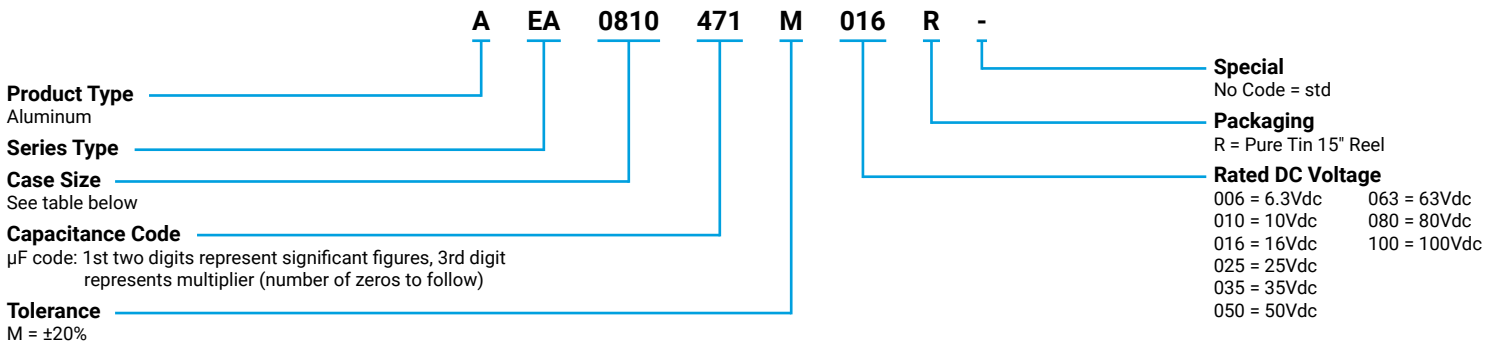 A EA 0810 471 M 016 R -
Product Type
Aluminum
Series Type
Case Size
See table below
Capacitance Code
µF code: 1st two digits represent significant figures, 3rd digit
represents multiplier (number of zeros to follow)
Tolerance
M = ±20%
Special
No Code = std
Packaging
R = Pure Tin 15" Reel
Rated DC Voltage
006 = 6.3Vdc 063 = 63Vdc
010 = 10Vdc 080 = 80Vdc
016 = 16Vdc 100 = 100Vdc
025 = 25Vdc
035 = 35Vdc
050 = 50Vdc